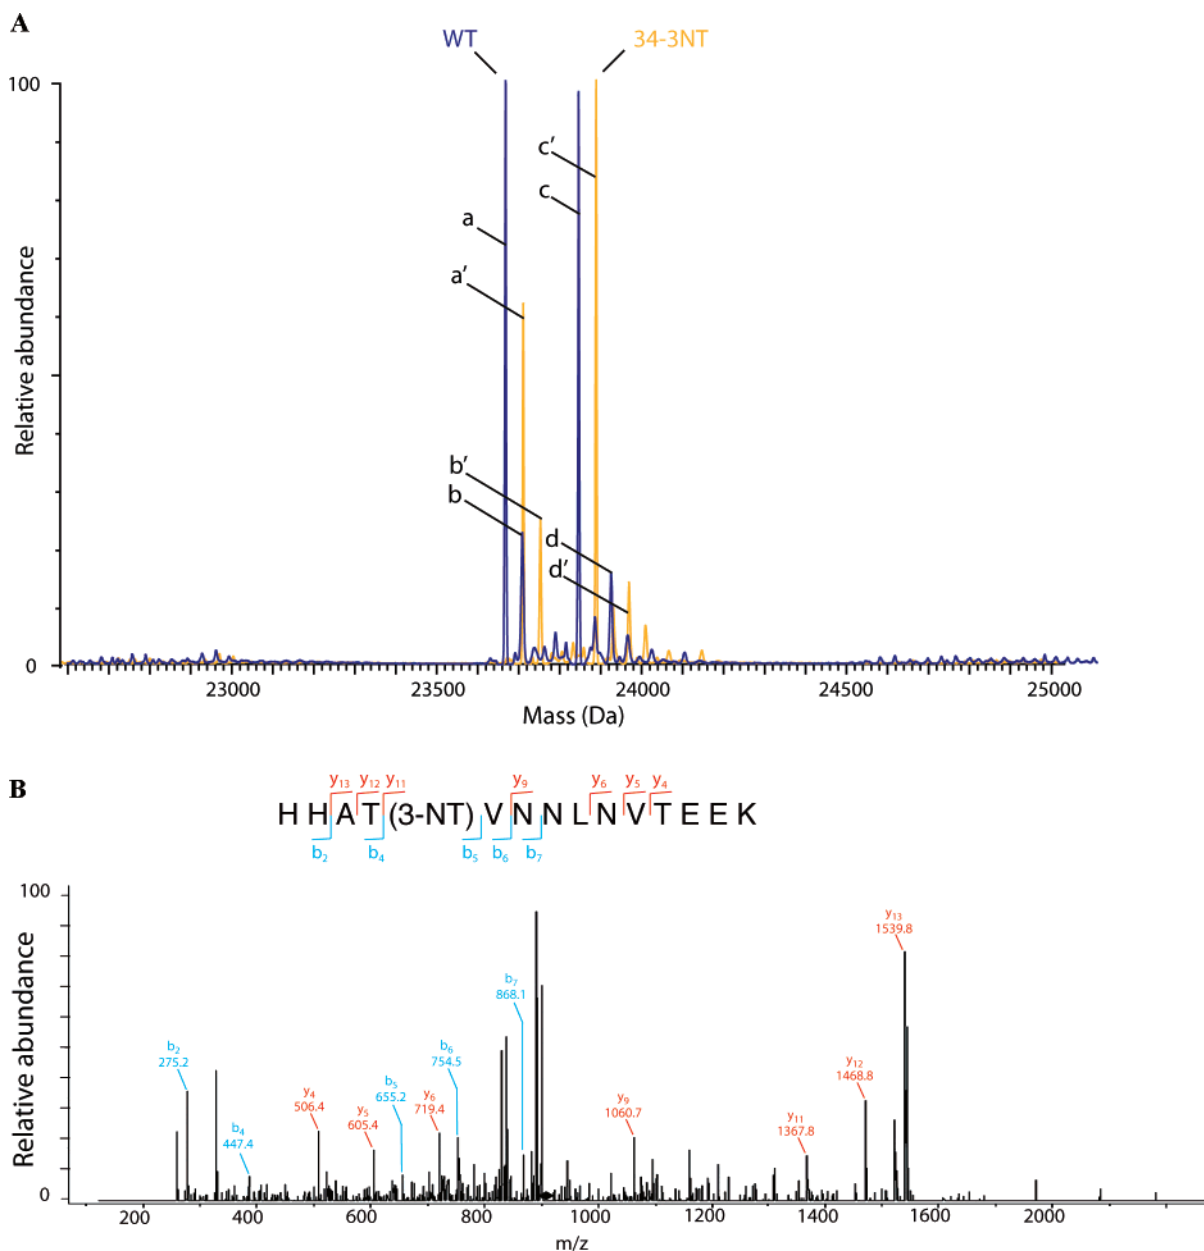 A
WT
34-3NT
100
c'
c
a
a'
b'
b
d
d'
Relative abundance
0
23000
23500
24000
24500
25000
Mass (Da)
B
y13
y12
y11
y9
y6
y5
y4
H H A T (3-NT) V N N L N V T E E K
b2
b4
b5
b6
b7
100
Relative abundance
0
b2
275.2
b4
447.4
y4
506.4
y5
605.4
b5
655.2
y6
719.4
b6
754.5
b7
868.1
y9
1060.7
y11
1367.8
y12
1468.8
y13
1539.8
200
400
600
800
1000
1200
1400
1600
2000
m/z